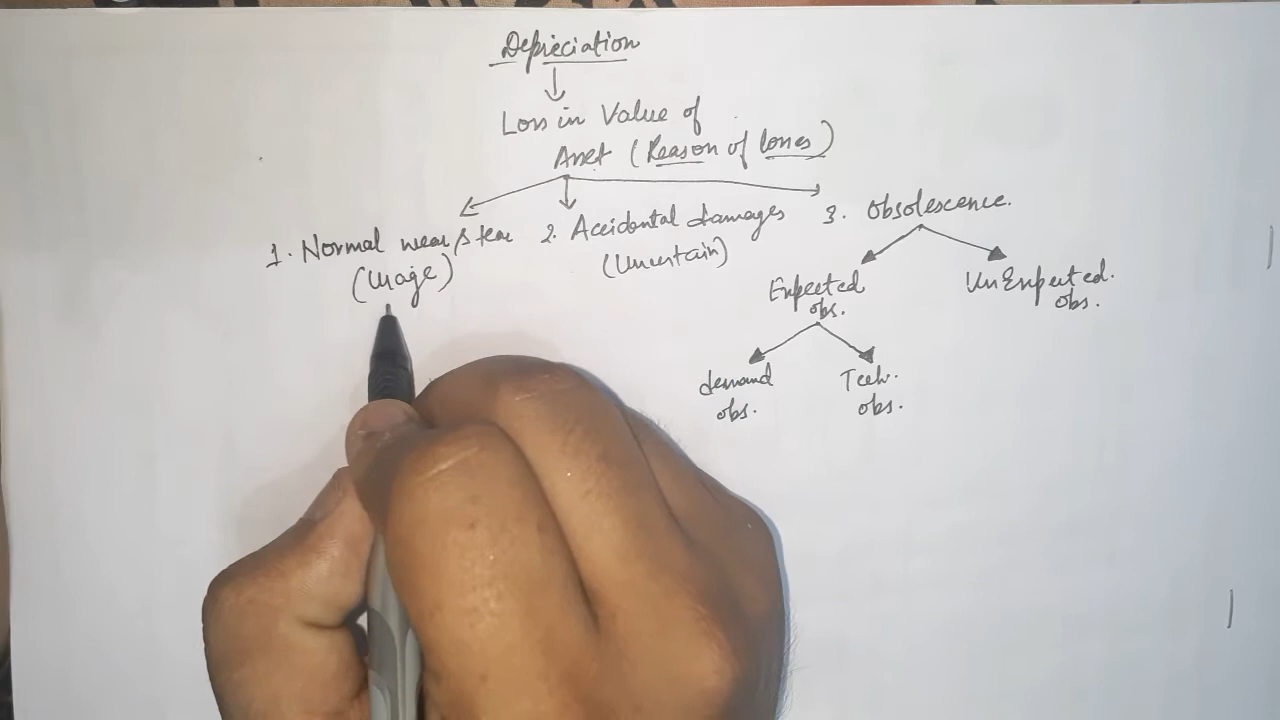 Depreciation
Loss in Value of
Asset (Reason of losses)
1. Normal wear & tear
(Usage)
2. Accidental damages
(Uncertain)
3. Obsolescence.
Expected
obs.
UnExpected.
obs.
demand
obs.
Tech.
obs.